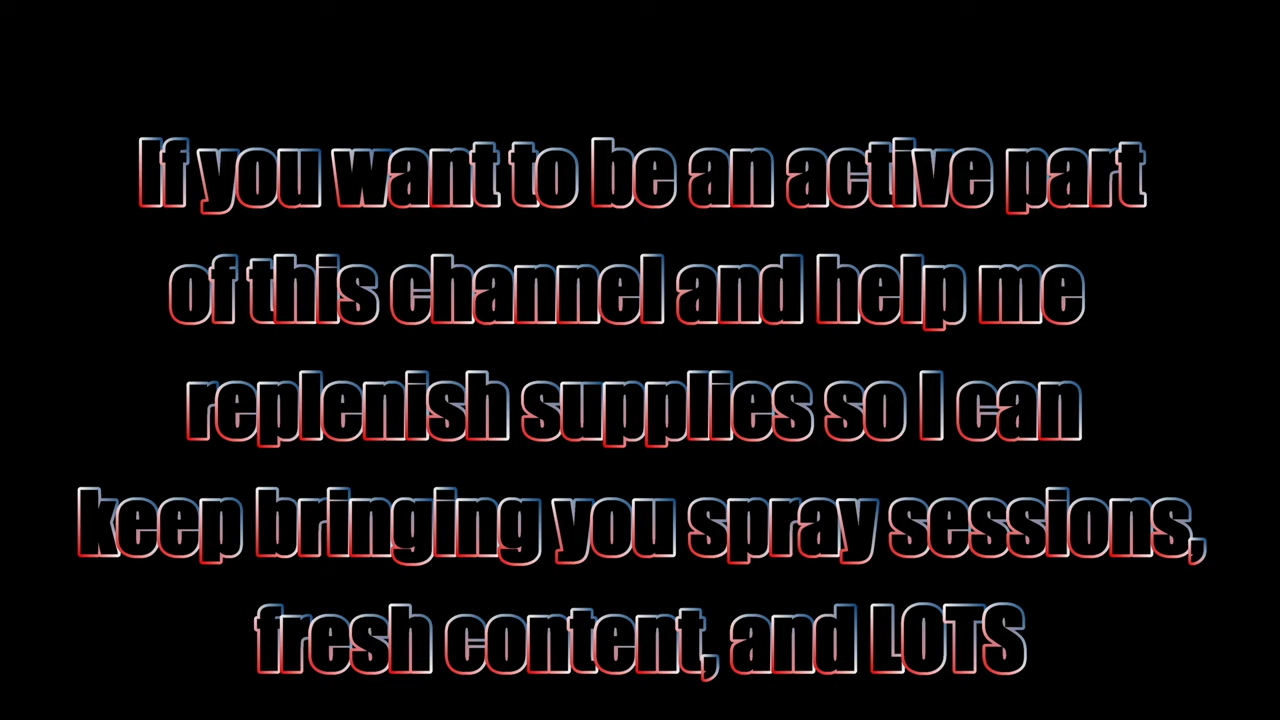 If you want to be an active part
of this channel and help me
replenish supplies so I can
keep bringing you spray sessions,
fresh content, and LOTS